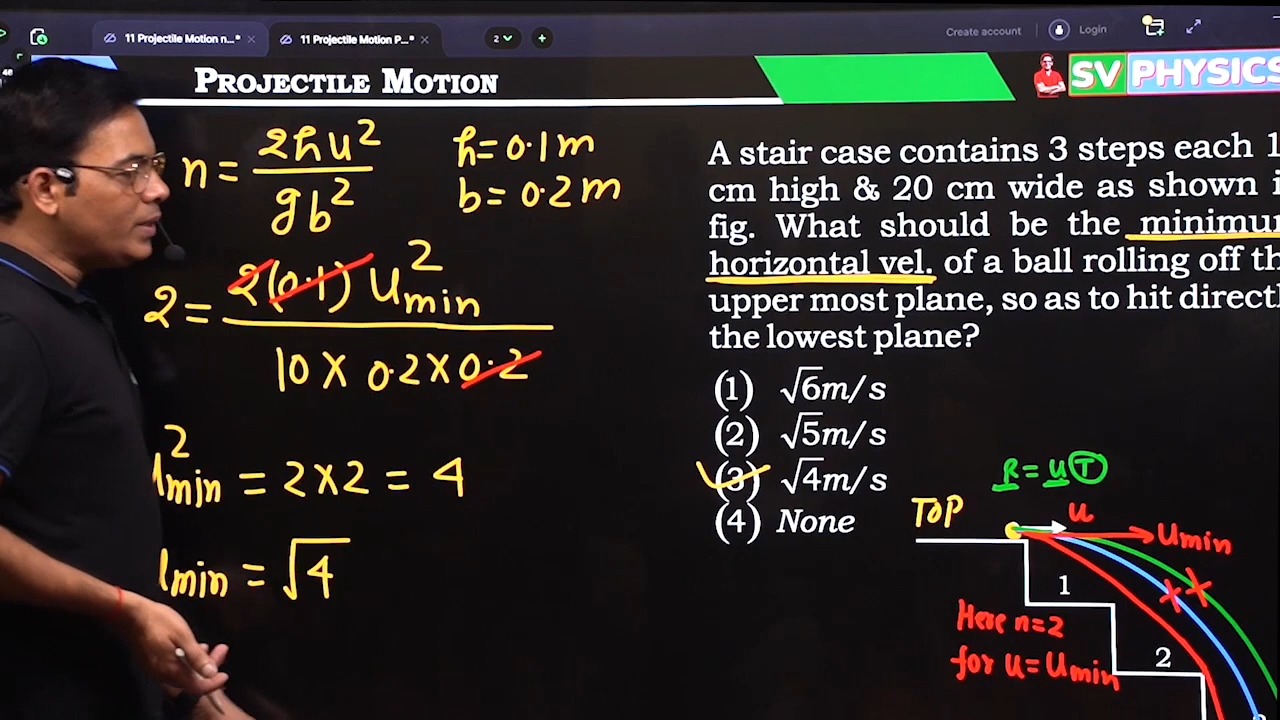 11 Projectile Motion n...*
11 Projectile Motion P...*
2
Create account
Login
PROJECTILE MOTION
SV PHYSICS
n = 2hu²/gb²
h = 0.1m
b = 0.2m
2 = 2(0.1) u²min / 10 × 0.2 × 0.2
u²min = 2×2 = 4
min = √4
A stair case contains 3 steps each 1
cm high & 20 cm wide as shown i
fig. What should be the minimu
horizontal vel. of a ball rolling off th
upper most plane, so as to hit direct
the lowest plane?
(1) √6m/s
(2) √5m/s
(3) √4m/s
(4) None
R = uT
TOP
u
umin
1
Here n=2
for u=umin
2